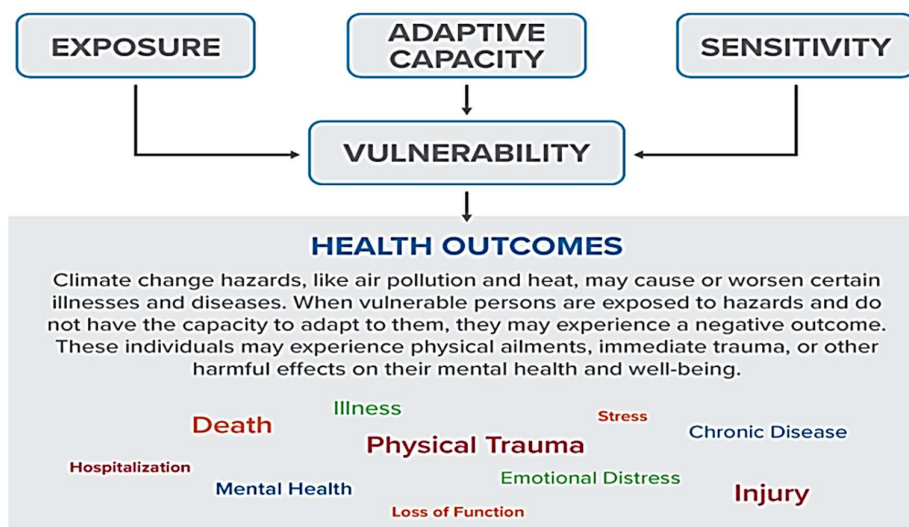 EXPOSURE
ADAPTIVE
CAPACITY
SENSITIVITY
VULNERABILITY
HEALTH OUTCOMES
Climate change hazards, like air pollution and heat, may cause or worsen certain
illnesses and diseases. When vulnerable persons are exposed to hazards and do
not have the capacity to adapt to them, they may experience a negative outcome.
These individuals may experience physical ailments, immediate trauma, or other
harmful effects on their mental health and well-being.
Death
Illness
Physical Trauma
Stress
Chronic Disease
Hospitalization
Mental Health
Emotional Distress
Loss of Function
Injury